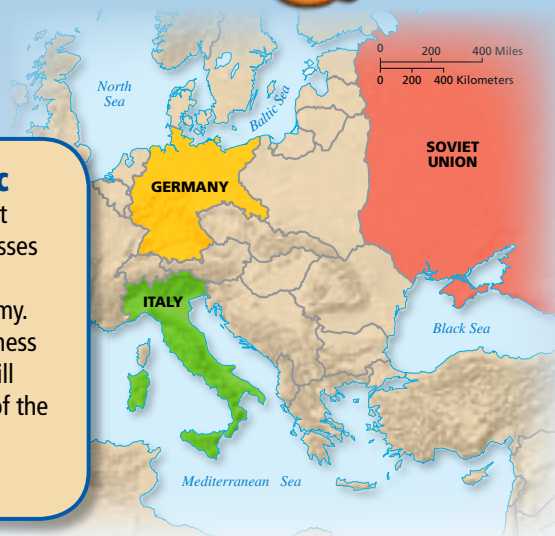 c
t
sses
my.
ness
ill
of the
North
Sea
Baltic Sea
0 200 400 Miles
0 200 400 Kilometers
SOVIET
UNION
GERMANY
ITALY
Black Sea
Mediterranean Sea